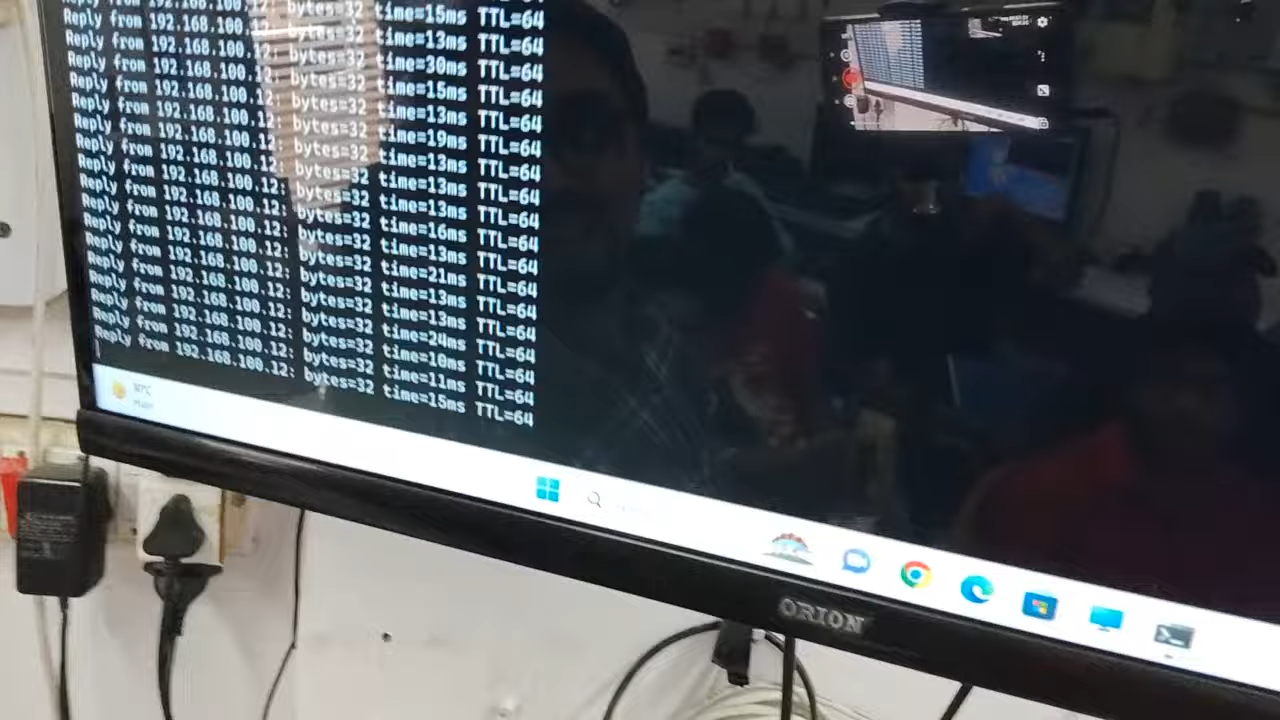 Reply from 192.168.100.12: bytes=32 time=15ms TTL=64
Reply from 192.168.100.12: bytes=32 time=13ms TTL=64
Reply from 192.168.100.12: bytes=32 time=30ms TTL=64
Reply from 192.168.100.12: bytes=32 time=15ms TTL=64
Reply from 192.168.100.12: bytes=32 time=13ms TTL=64
Reply from 192.168.100.12: bytes=32 time=19ms TTL=64
Reply from 192.168.100.12: bytes=32 time=13ms TTL=64
Reply from 192.168.100.12: bytes=32 time=13ms TTL=64
Reply from 192.168.100.12: bytes=32 time=13ms TTL=64
Reply from 192.168.100.12: bytes=32 time=16ms TTL=64
Reply from 192.168.100.12: bytes=32 time=13ms TTL=64
Reply from 192.168.100.12: bytes=32 time=21ms TTL=64
Reply from 192.168.100.12: bytes=32 time=13ms TTL=64
Reply from 192.168.100.12: bytes=32 time=13ms TTL=64
Reply from 192.168.100.12: bytes=32 time=24ms TTL=64
Reply from 192.168.100.12: bytes=32 time=10ms TTL=64
Reply from 192.168.100.12: bytes=32 time=11ms TTL=64
Reply from 192.168.100.12: bytes=32 time=15ms TTL=64
ORION